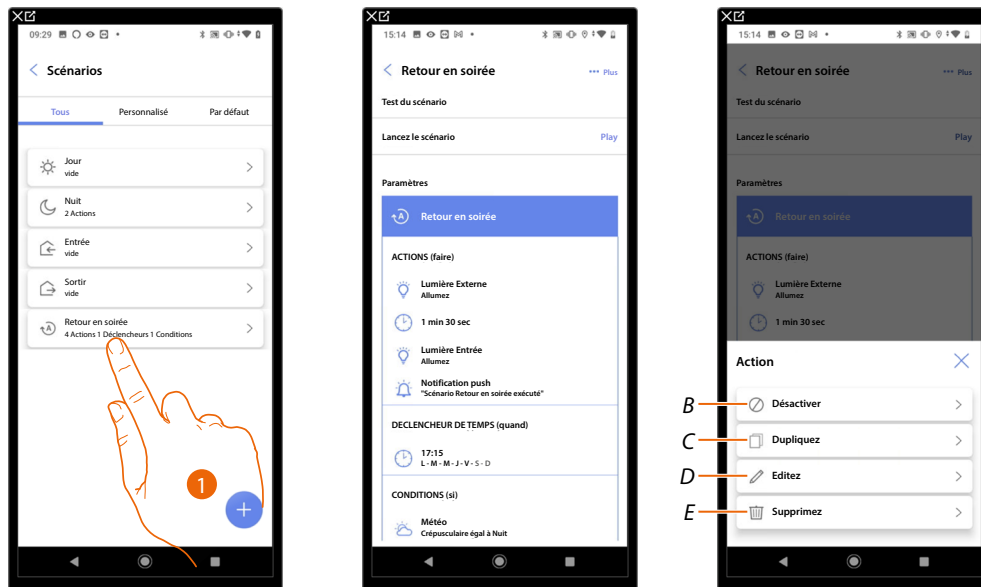 09:29
Scénarios
Tous Personnalisé Par défaut
Jour
vide
Nuit
2 Actions
Entrée
vide
Sortir
vide
Retour en soirée
4 Actions 1 Déclencheurs 1 Conditions
1
+
15:14
Retour en soirée ••• Plus
Test du scénario
Lancez le scénario Play
Paramètres
A Retour en soirée
ACTIONS (faire)
Lumière Externe
Allumez
1 min 30 sec
Lumière Entrée
Allumez
Notification push
"Scénario Retour en soirée exécuté"
DECLENCHEUR DE TEMPS (quand)
17:15
L - M - M - J - V - S - D
CONDITIONS (si)
Météo
Crépusculaire égal à Nuit
15:14
Retour en soirée ••• Plus
Test du scénario
Lancez le scénario Play
Paramètres
A Retour en soirée
ACTIONS (faire)
Lumière Externe
Allumez
1 min 30 sec
Action
B Désactiver
C Dupliquez
D Editez
E Supprimez